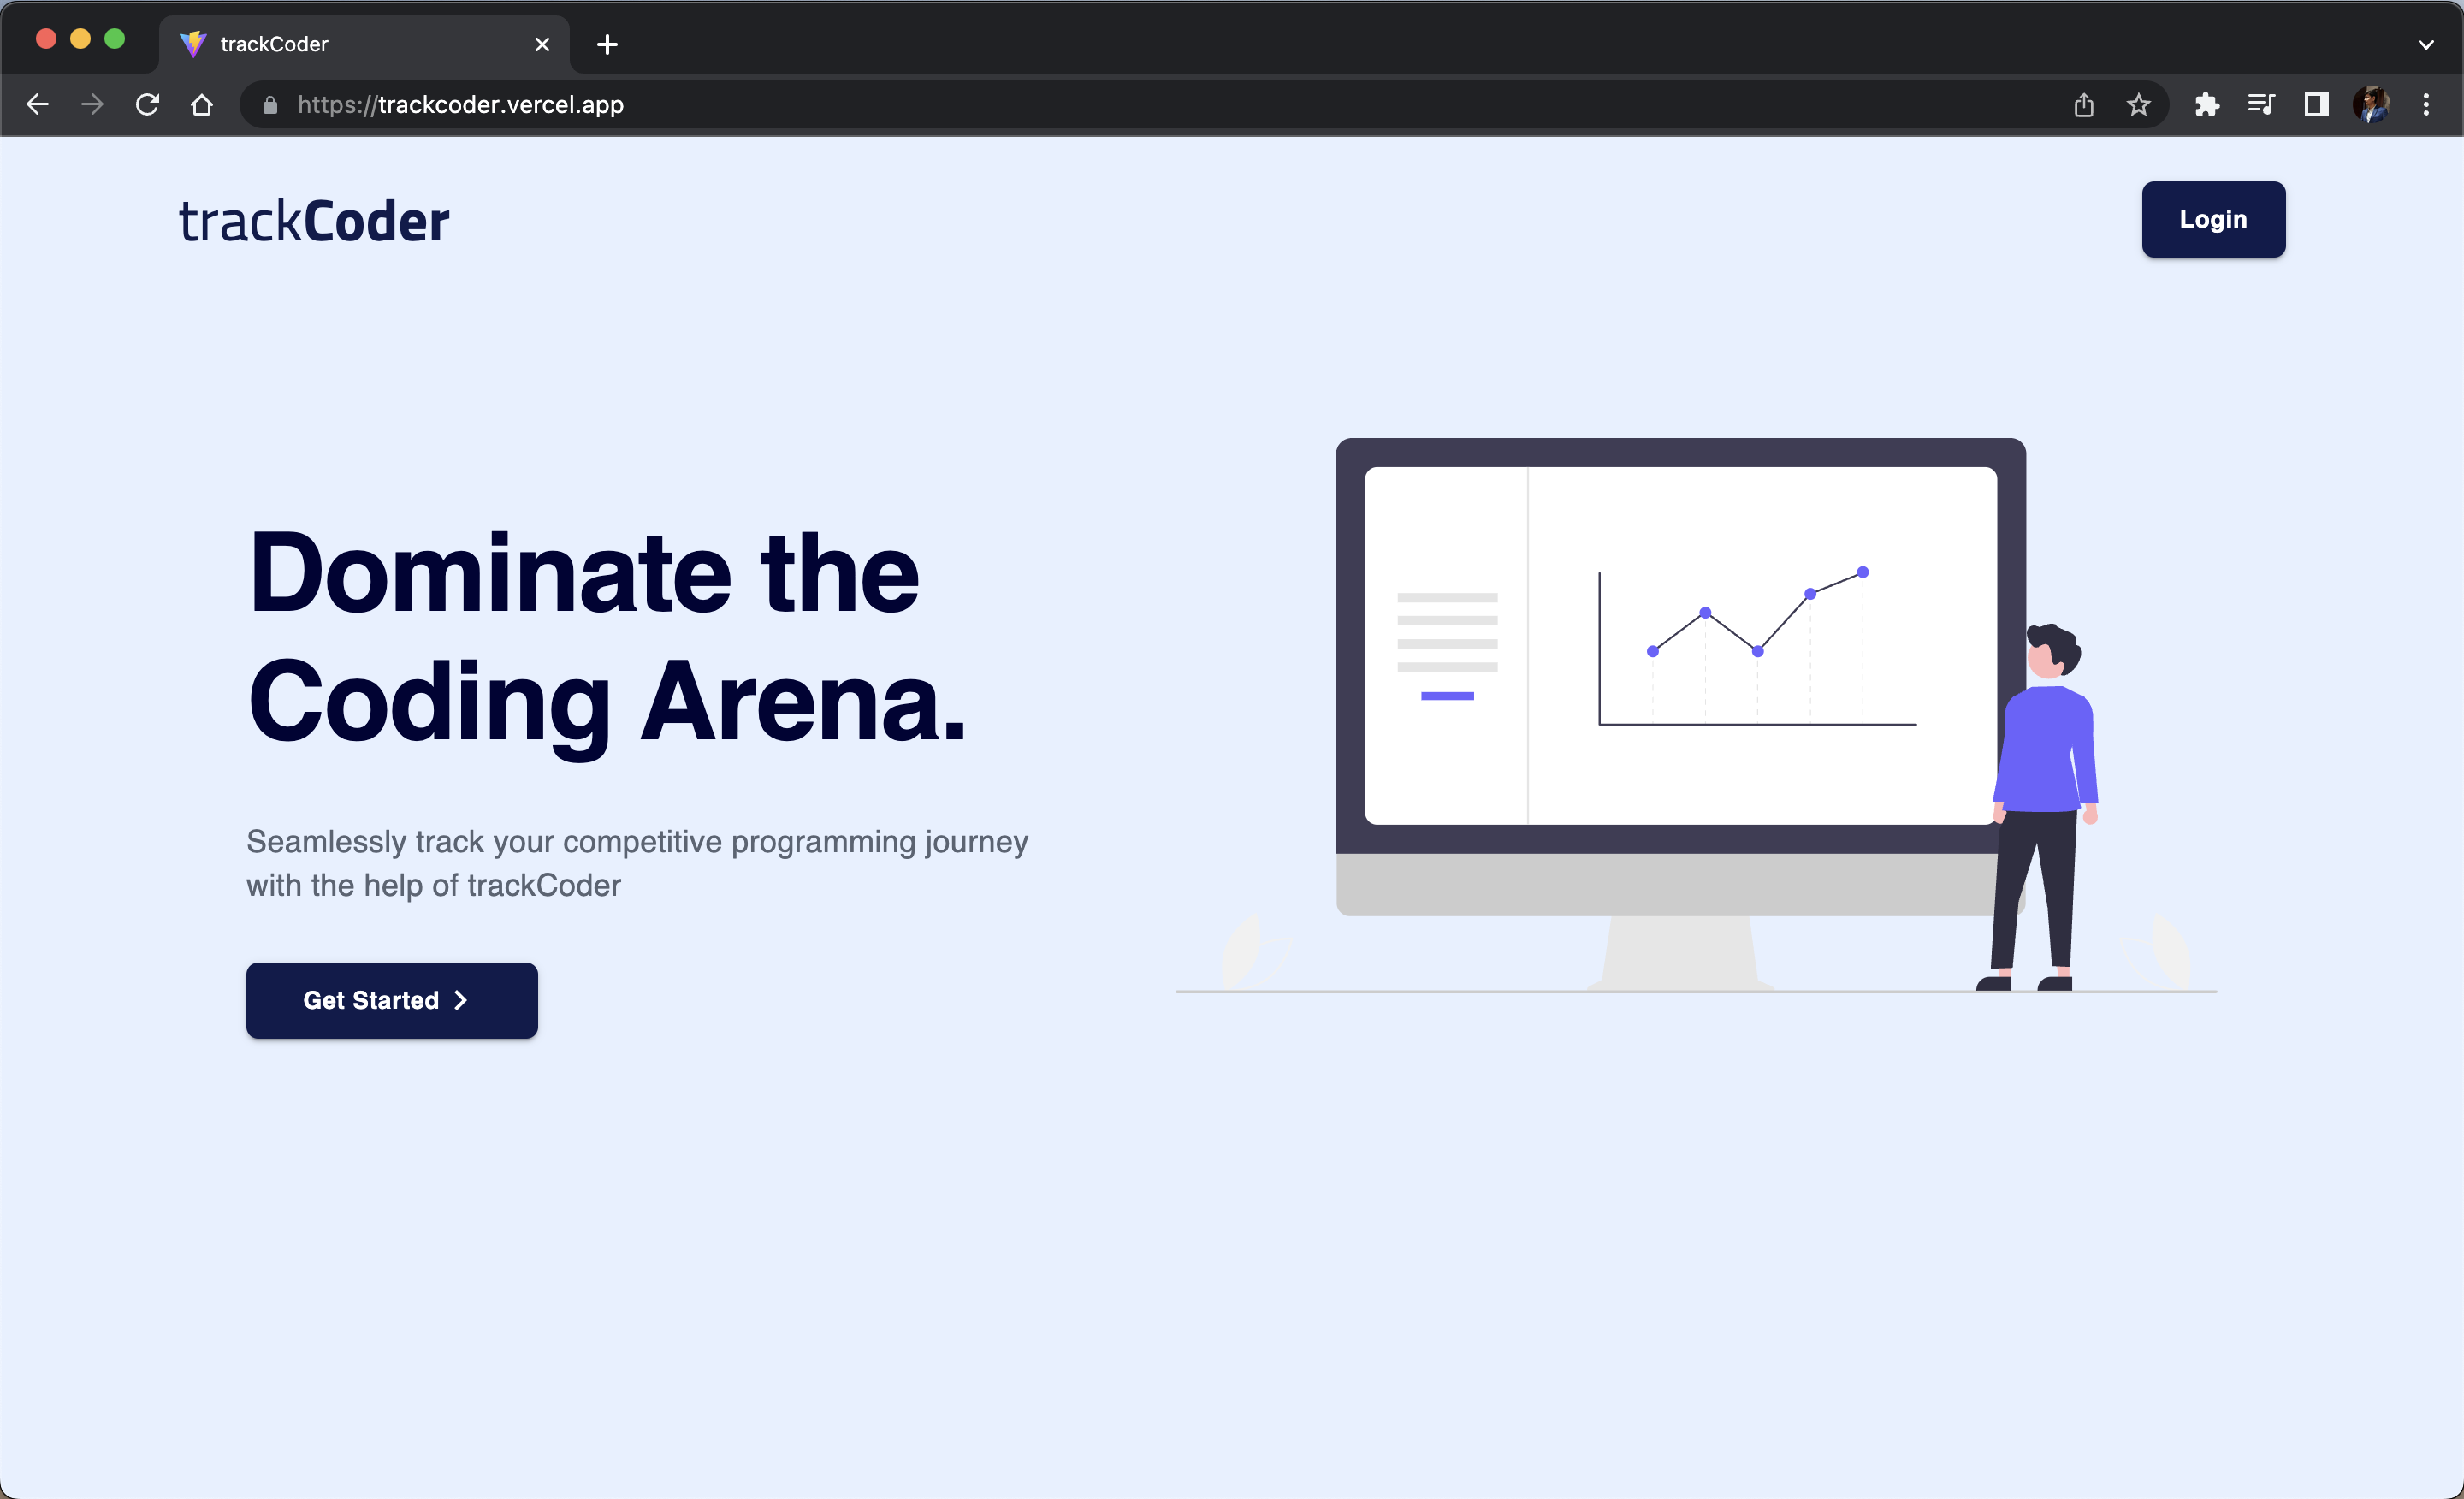 trackCoder
https://trackcoder.vercel.app
trackCoder
Login
Dominate the
Coding Arena.
Seamlessly track your competitive programming journey
with the help of trackCoder
Get Started